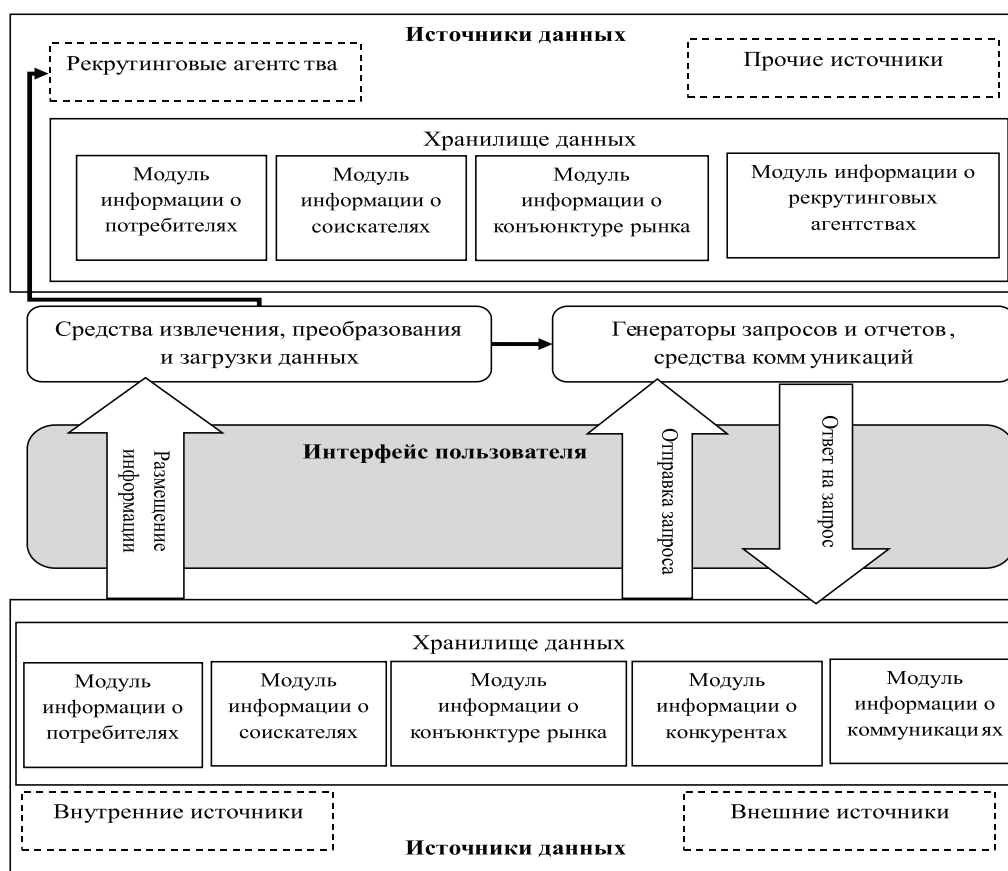 Источники данных
Рекрутинговые агентства
Прочие источники
Хранилище данных
Модуль
информации о
потребителях
Модуль
информации о
соискателях
Модуль
информации о
конъюнктуре рынка
Модуль информации о
рекрутинговых
агентствах
Средства извлечения, преобразования
и загрузки данных
Генераторы запросов и отчетов,
средства коммуникаций
Интерфейс пользователя
Размещение
информации
Отправка запроса
Ответ на запрос
Хранилище данных
Модуль
информации о
потребителях
Модуль
информации о
соискателях
Модуль
информации о
конъюнктуре рынка
Модуль
информации о
конкурентах
Модуль
информации о
коммуникациях
Внутренние источники
Внешние источники
Источники данных